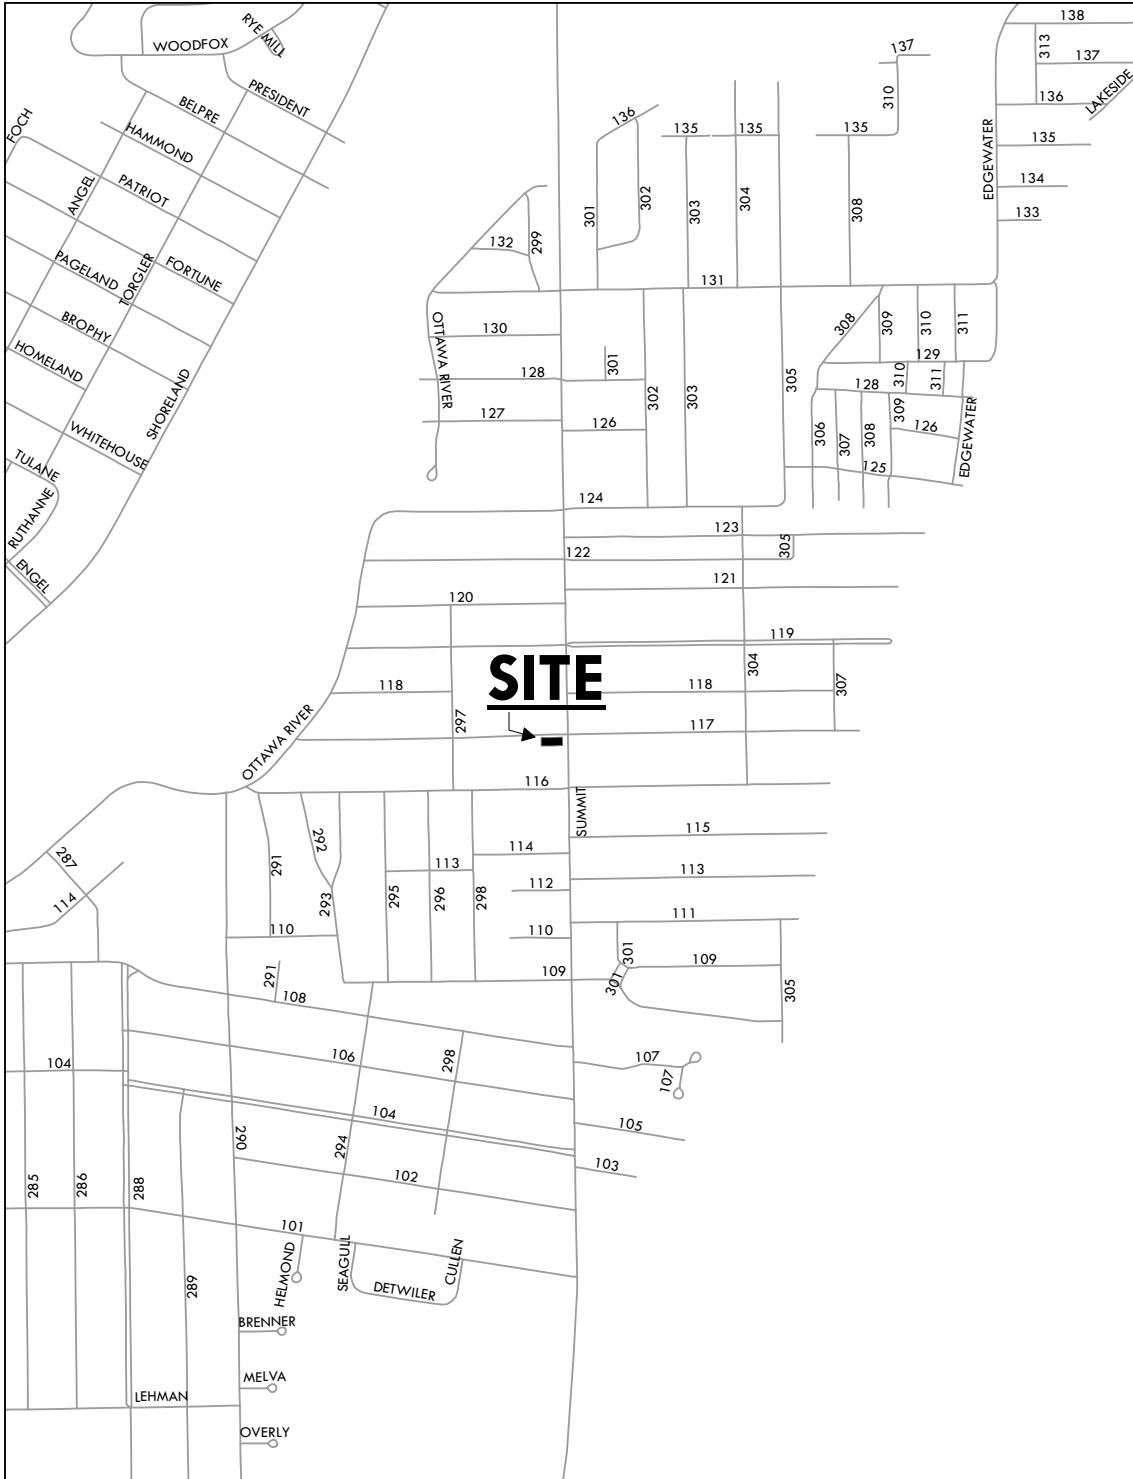 138
RYE MILL
WOODFOX
137
313
137
PRESIDENT
LAKESIDE
BELPRE
310
136
136
FOCH
HAMMOND
135
135
135
EDGEWATER
135
PATRIOT
134
ANGEL
302
303
304
308
301
133
299
132
FORTUNE
PAGELAND
TORGLER
131
BROPHY
130
308
309
310
311
OTTAWA RIVER
HOMELAND
129
301
128
305
310
311
128
302
303
SHORELAND
127
126
309
126
306
307
308
EDGEWATER
WHITEHOUSE
125
TULANE
124
RUTHANNE
123
122
305
ENGEL
121
120
119
304
SITE
118
118
307
297
117
OTTAWA RIVER
116
SUMMIT
115
292
114
287
291
113
113
112
295
296
298
293
114
111
110
110
301
109
109
291
301
305
108
106
107
298
104
107
104
105
290
294
103
102
285
286
288
101
HELMOND
SEAGULL
CULLEN
289
DETWILER
BRENNER
MELVA
LEHMAN
OVERLY